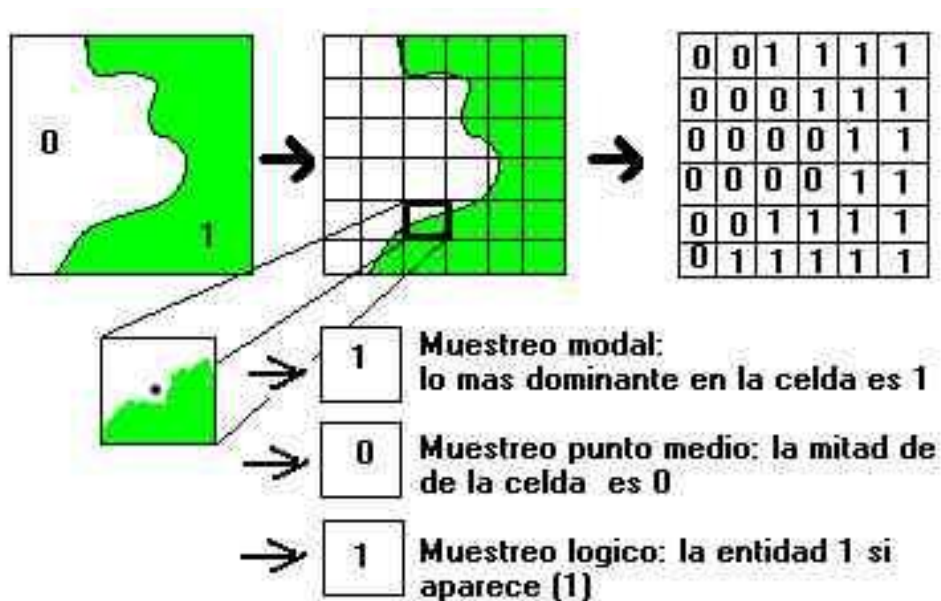 0
1
0 0 1 1 1 1
0 0 0 1 1 1
0 0 0 0 1 1
0 0 0 0 1 1
0 0 1 1 1 1
0 1 1 1 1 1
1 Muestreo modal:
lo mas dominante en la celda es 1
0 Muestreo punto medio: la mitad de
de la celda es 0
1 Muestreo logico: la entidad 1 si
aparece (1)